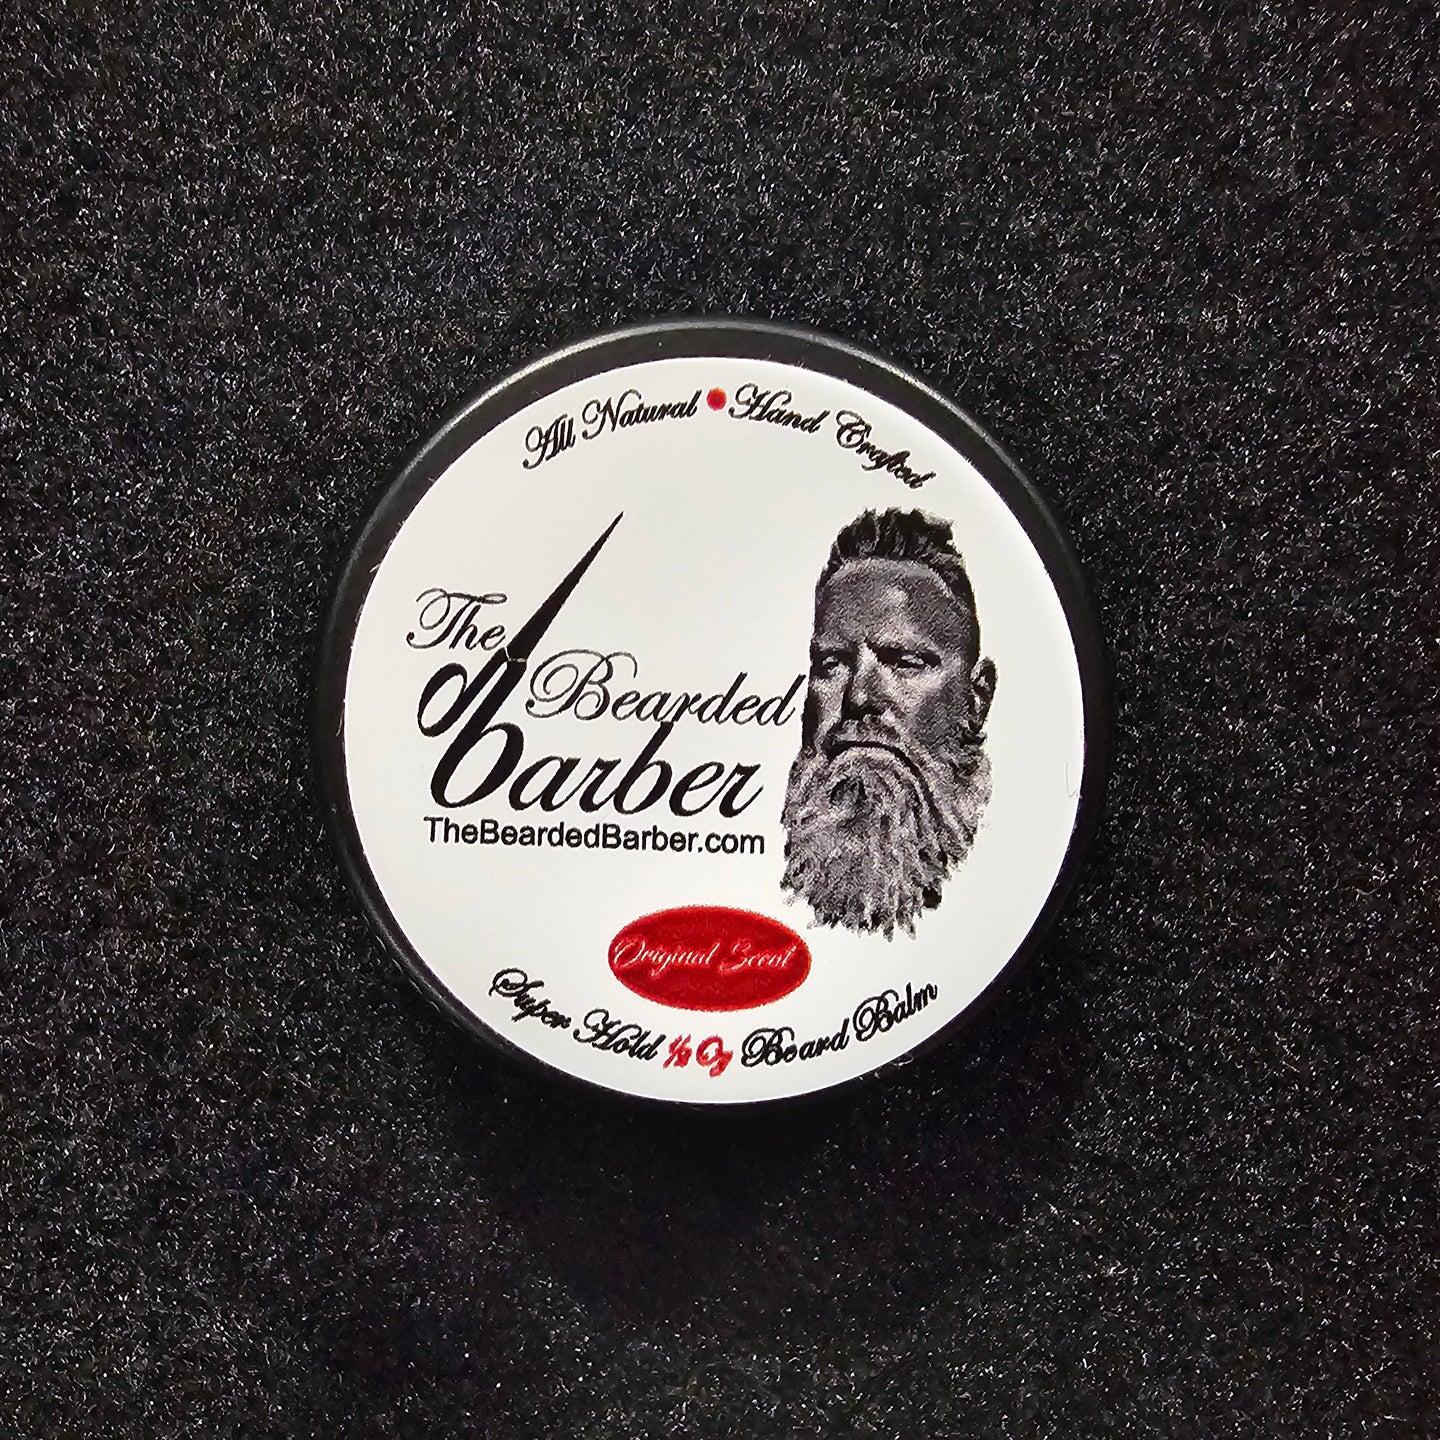 All Natural • Hand Crafted
The
Bearded
barber
TheBeardedBarber.com
Original Scent
Super Hold ½ Oz Beard Balm